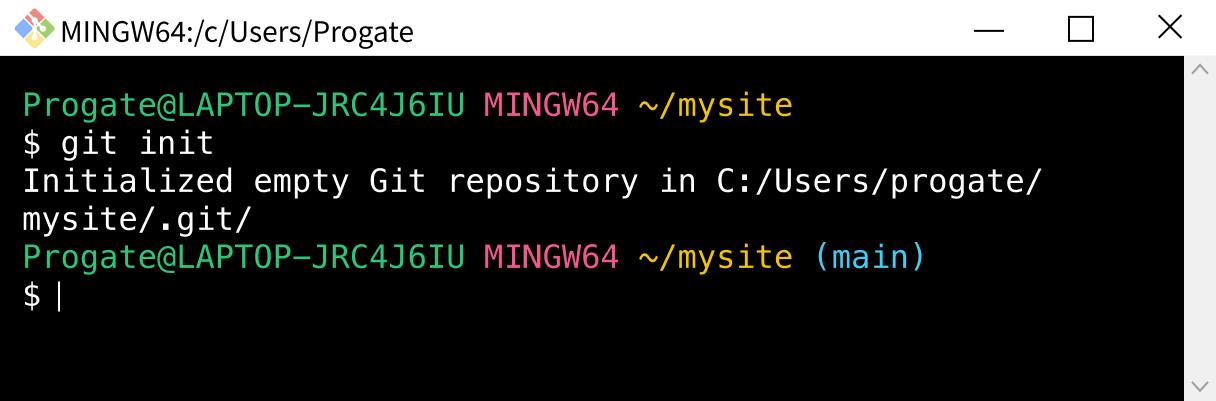 MINGW64:/c/Users/Progate
Progate@LAPTOP-JRC4J6IU MINGW64 ~/mysite
$ git init
Initialized empty Git repository in C:/Users/progate/
mysite/.git/
Progate@LAPTOP-JRC4J6IU MINGW64 ~/mysite (main)
$